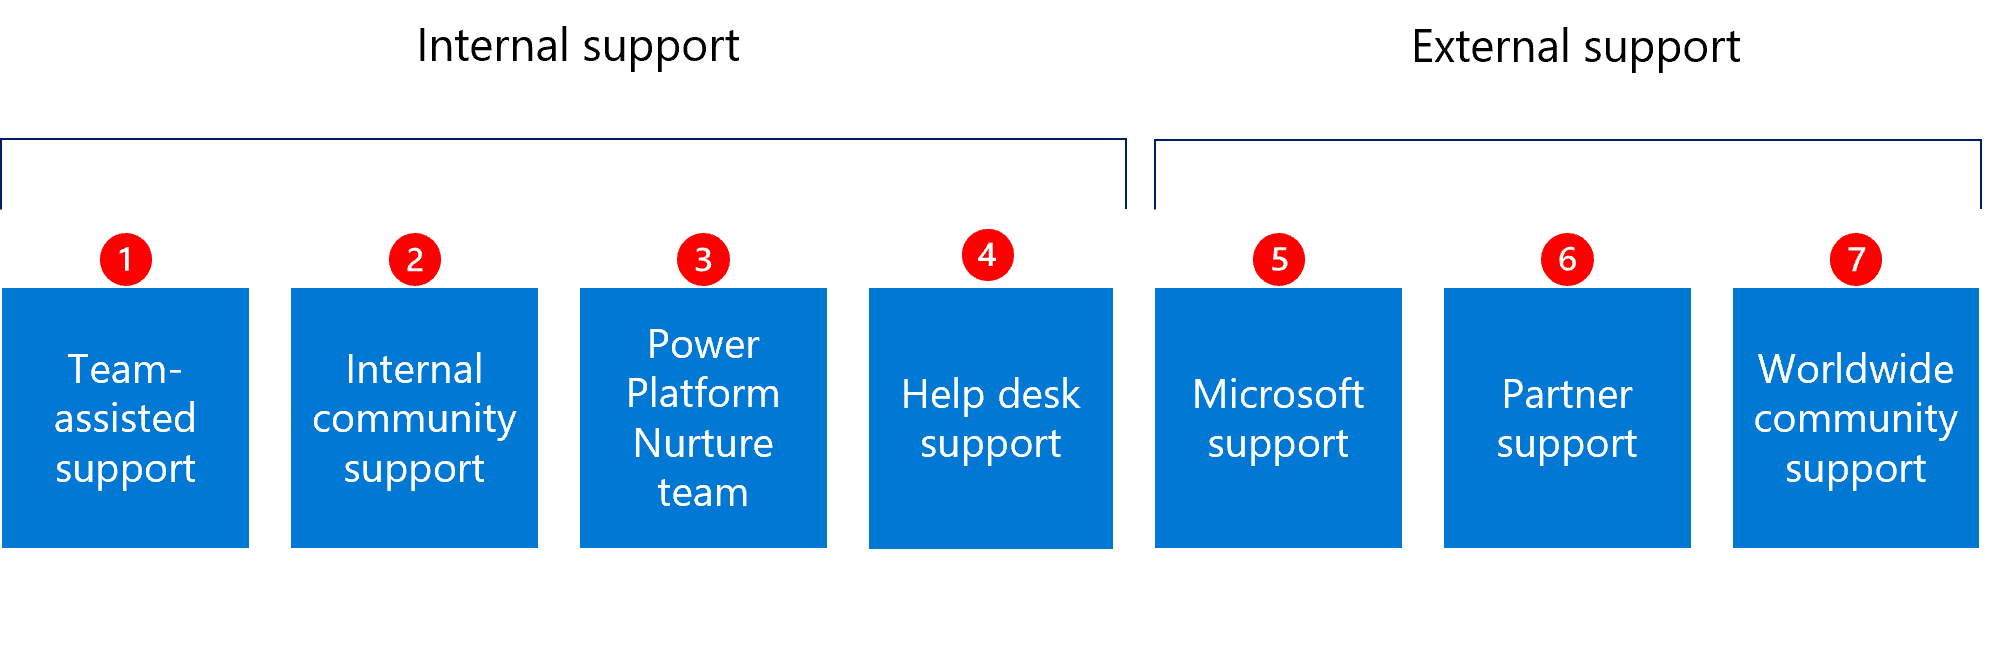 Internal support
External support
1
2
3
4
5
6
7
Team-
assisted
support
Internal
community
support
Power
Platform
Nurture
team
Help desk
support
Microsoft
support
Partner
support
Worldwide
community
support